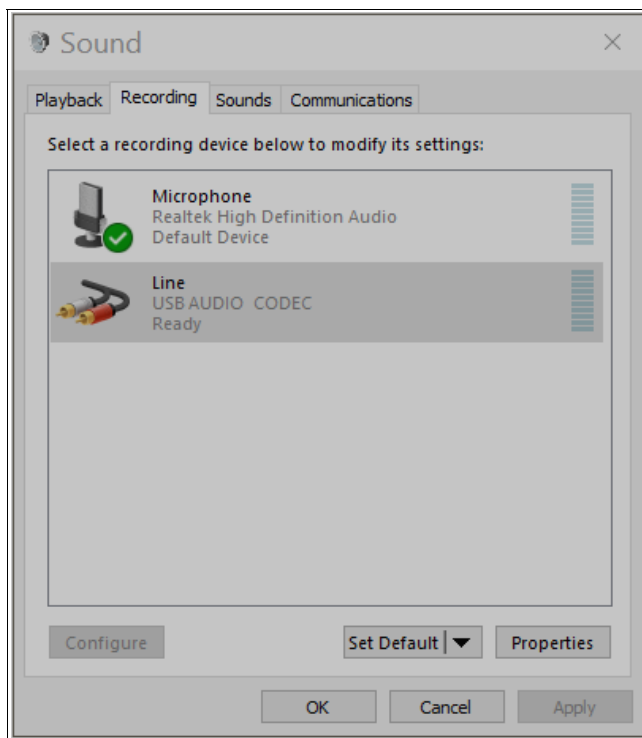 Sound
Playback Recording Sounds Communications
Select a recording device below to modify its settings:
Microphone
Realtek High Definition Audio
Default Device
Line
USB AUDIO  CODEC
Ready
Configure Set Default Properties
OK Cancel Apply